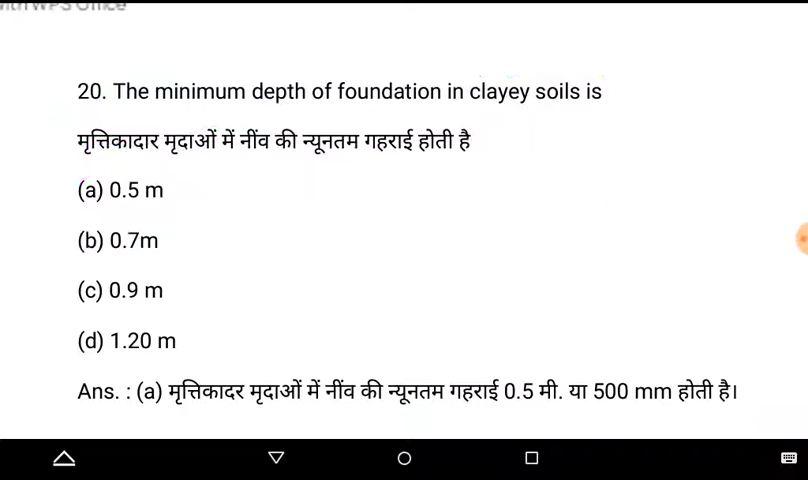 20. The minimum depth of foundation in clayey soils is
मृत्तिकादार मृदाओं में नींव की न्यूनतम गहराई होती है
(a) 0.5 m
(b) 0.7m
(c) 0.9 m
(d) 1.20 m
Ans. : (a) मृत्तिकादर मृदाओं में नींव की न्यूनतम गहराई 0.5 मी. या 500 mm होती है।